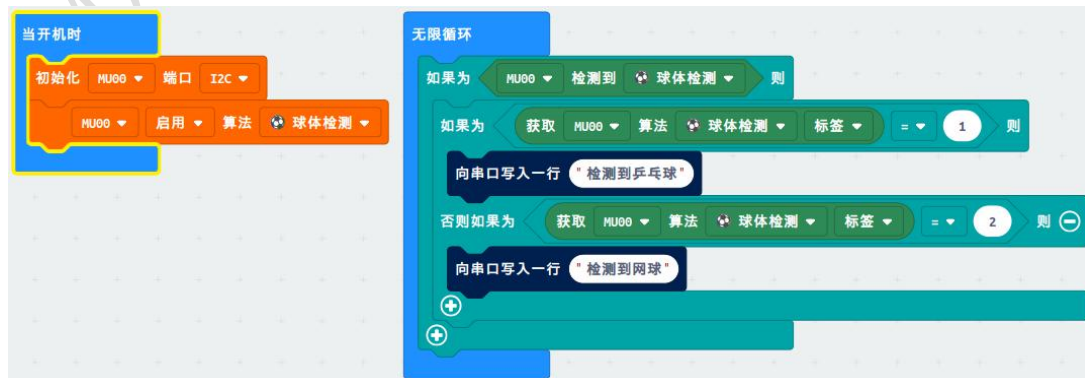 当开机时
初始化 MU00 端口 I2C
MU00 启用 算法 球体检测
无限循环
如果为 MU00 检测到 球体检测 则
如果为 获取 MU00 算法 球体检测 标签 = 1 则
向串口写入一行 "检测到乒乓球"
否则如果为 获取 MU00 算法 球体检测 标签 = 2 则
向串口写入一行 "检测到网球"